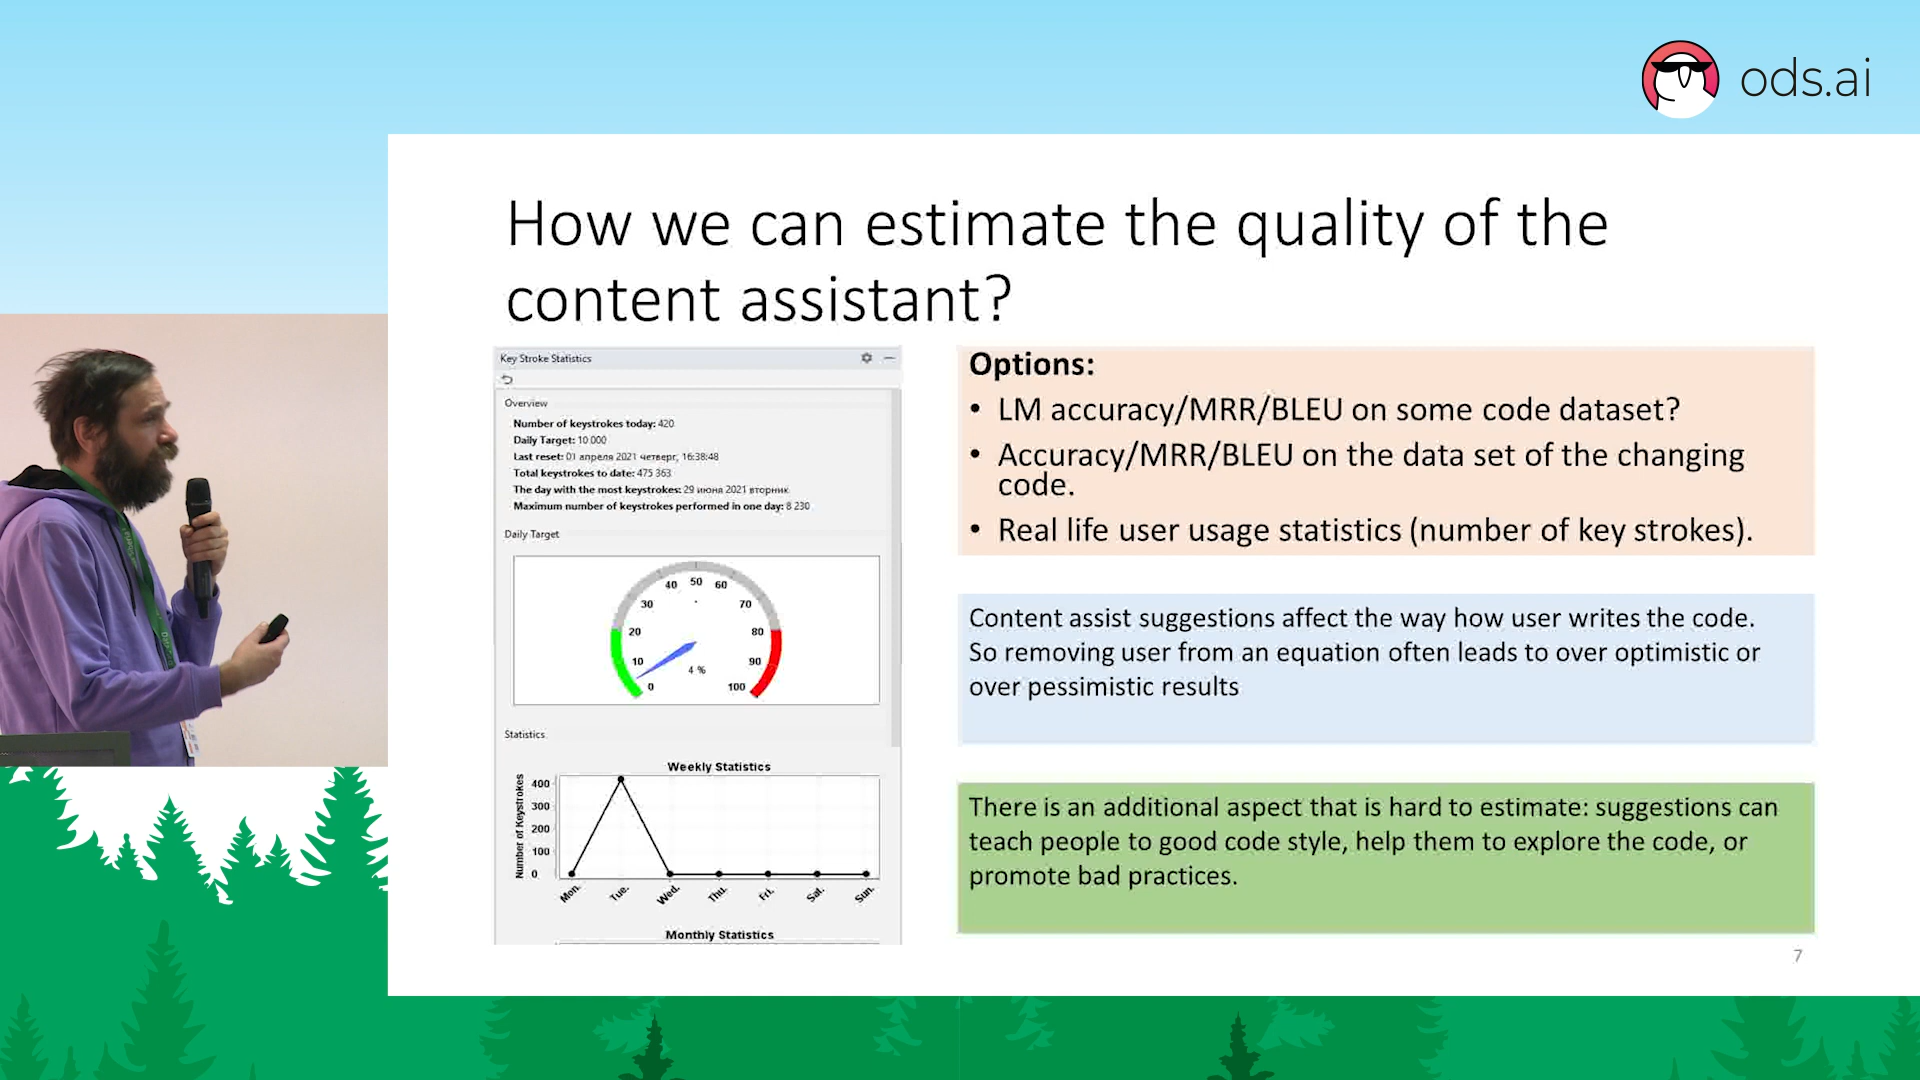 ods.ai
How we can estimate the quality of the
content assistant?
Key Stroke Statistics
Overview
Number of keystrokes today: 420
Daily Target: 10 000
Last reset: 01 апреля 2021 четверг, 16:38:48
Total keystrokes to date: 475 363
The day with the most keystrokes: 29 июня 2021 вторник
Maximum number of keystrokes performed in one day: 8 230
Daily Target
0 10 20 30 40 50 60 70 80 90 100
4 %
Statistics
Weekly Statistics
Number of Keystrokes
400
300
200
100
0
Mon. Tue. Wed. Thu. Fri. Sat. Sun.
Monthly Statistics
Options:
• LM accuracy/MRR/BLEU on some code dataset?
• Accuracy/MRR/BLEU on the data set of the changing
code.
• Real life user usage statistics (number of key strokes).
Content assist suggestions affect the way how user writes the code.
So removing user from an equation often leads to over optimistic or
over pessimistic results
There is an additional aspect that is hard to estimate: suggestions can
teach people to good code style, help them to explore the code, or
promote bad practices.
7